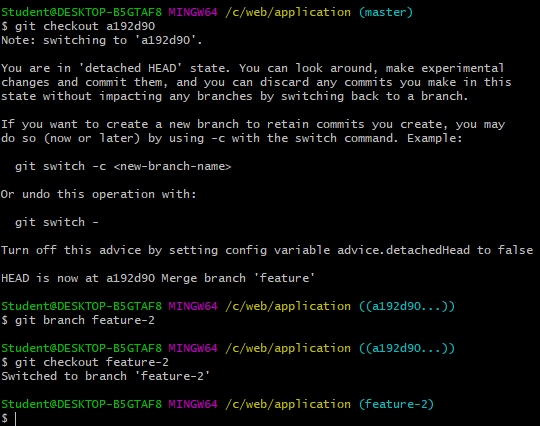 Student@DESKTOP-B5GTAF8 MINGW64 /c/web/application (master)
$ git checkout a192d90
Note: switching to 'a192d90'.
You are in 'detached HEAD' state. You can look around, make experimental
changes and commit them, and you can discard any commits you make in this
state without impacting any branches by switching back to a branch.
If you want to create a new branch to retain commits you create, you may
do so (now or later) by using -c with the switch command. Example:
git switch -c <new-branch-name>
Or undo this operation with:
git switch -
Turn off this advice by setting config variable advice.detachedHead to false
HEAD is now at a192d90 Merge branch 'feature'
Student@DESKTOP-B5GTAF8 MINGW64 /c/web/application ((a192d90...))
$ git branch feature-2
Student@DESKTOP-B5GTAF8 MINGW64 /c/web/application ((a192d90...))
$ git checkout feature-2
Switched to branch 'feature-2'
Student@DESKTOP-B5GTAF8 MINGW64 /c/web/application (feature-2)
$